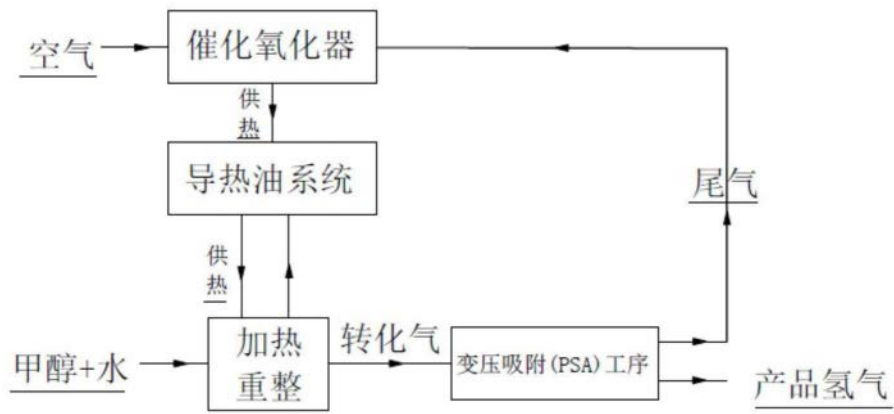 空气
催化氧化器
供热
导热油系统
尾气
供热
甲醇+水
加热
重整
转化气
变压吸附(PSA)工序
产品氢气